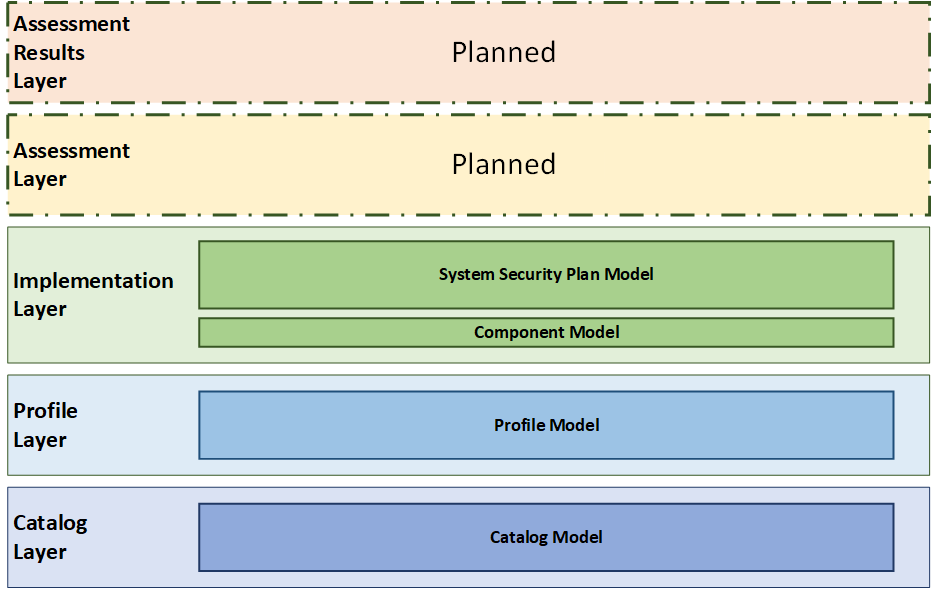 Assessment
Results
Layer
Planned
Assessment
Layer
Planned
Implementation
Layer
System Security Plan Model
Component Model
Profile
Layer
Profile Model
Catalog
Layer
Catalog Model